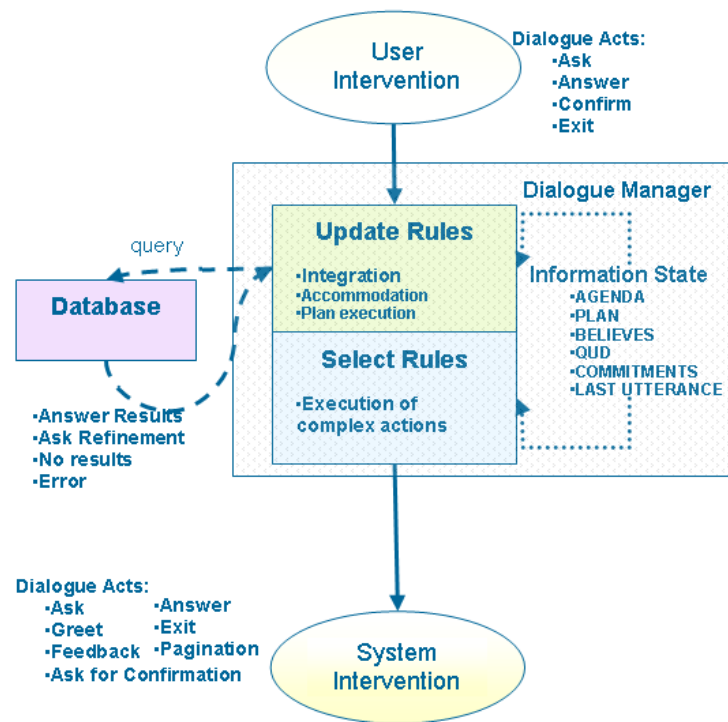 User
Intervention
Dialogue Acts:
•Ask
•Answer
•Confirm
•Exit
Dialogue Manager
Update Rules
•Integration
•Accommodation
•Plan execution
query
Database
Information State
•AGENDA
•PLAN
•BELIEVES
•QUD
•COMMITMENTS
•LAST UTTERANCE
Select Rules
•Execution of
complex actions
•Answer Results
•Ask Refinement
•No results
•Error
Dialogue Acts:
•Ask
•Greet
•Feedback
•Ask for Confirmation
•Answer
•Exit
•Pagination
System
Intervention